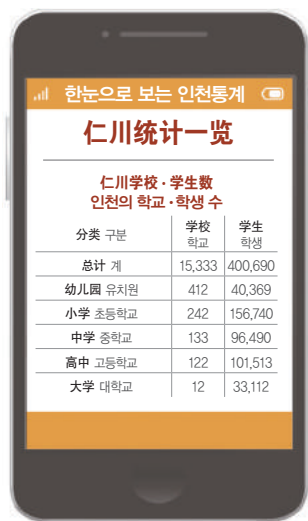 한눈으로 보는 인천통계
仁川统计一览
仁川学校·学生数
인천의 학교·학생 수
分类 구분 学校 학교 学生 학생
总计 계 15,333 400,690
幼儿园 유치원 412 40,369
小学 초등학교 242 156,740
中学 중학교 133 96,490
高中 고등학교 122 101,513
大学 대학교 12 33,112